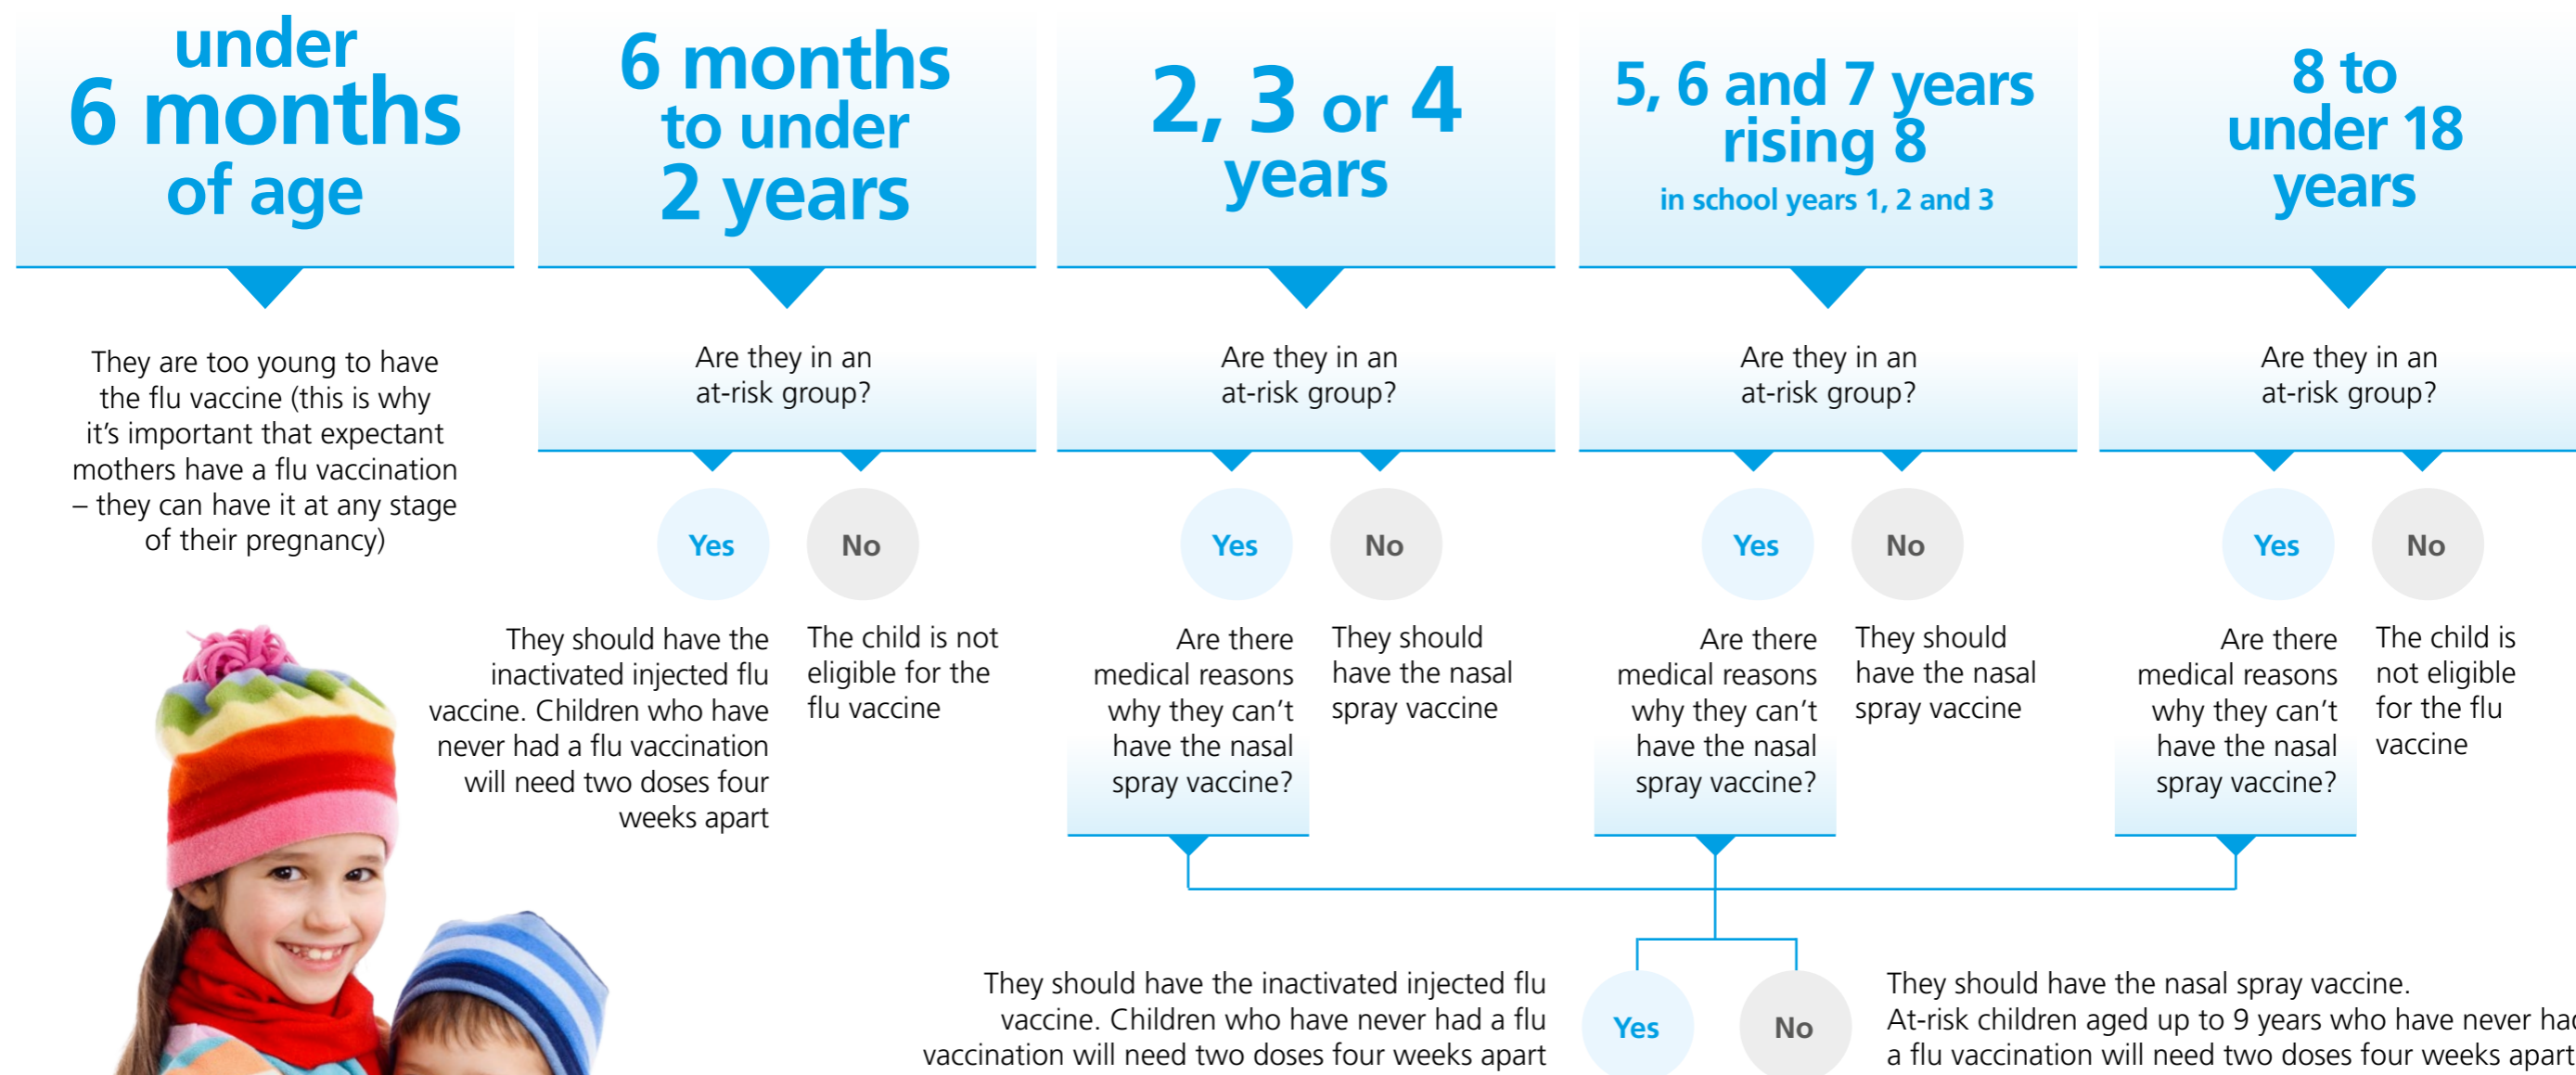 under
6 months
of age
They are too young to have
the flu vaccine (this is why
it’s important that expectant
mothers have a flu vaccination
– they can have it at any stage
of their pregnancy)
6 months
to under
2 years
Are they in an
at-risk group?
Yes
They should have the
inactivated injected flu
vaccine. Children who have
never had a flu vaccination
will need two doses four
weeks apart
No
The child is not
eligible for the
flu vaccine
2, 3 or 4
years
Are they in an
at-risk group?
Yes
Are there
medical reasons
why they can’t
have the nasal
spray vaccine?
No
They should
have the nasal
spray vaccine
5, 6 and 7 years
rising 8
in school years 1, 2 and 3
Are they in an
at-risk group?
Yes
Are there
medical reasons
why they can’t
have the nasal
spray vaccine?
No
They should
have the nasal
spray vaccine
8 to
under 18
years
Are they in an
at-risk group?
Yes
Are there
medical reasons
why they can’t
have the nasal
spray vaccine?
No
The child is
not eligible
for the flu
vaccine
Yes
They should have the inactivated injected flu
vaccine. Children who have never had a flu
vaccination will need two doses four weeks apart
No
They should have the nasal spray vaccine.
At-risk children aged up to 9 years who have never had
a flu vaccination will need two doses four weeks apart